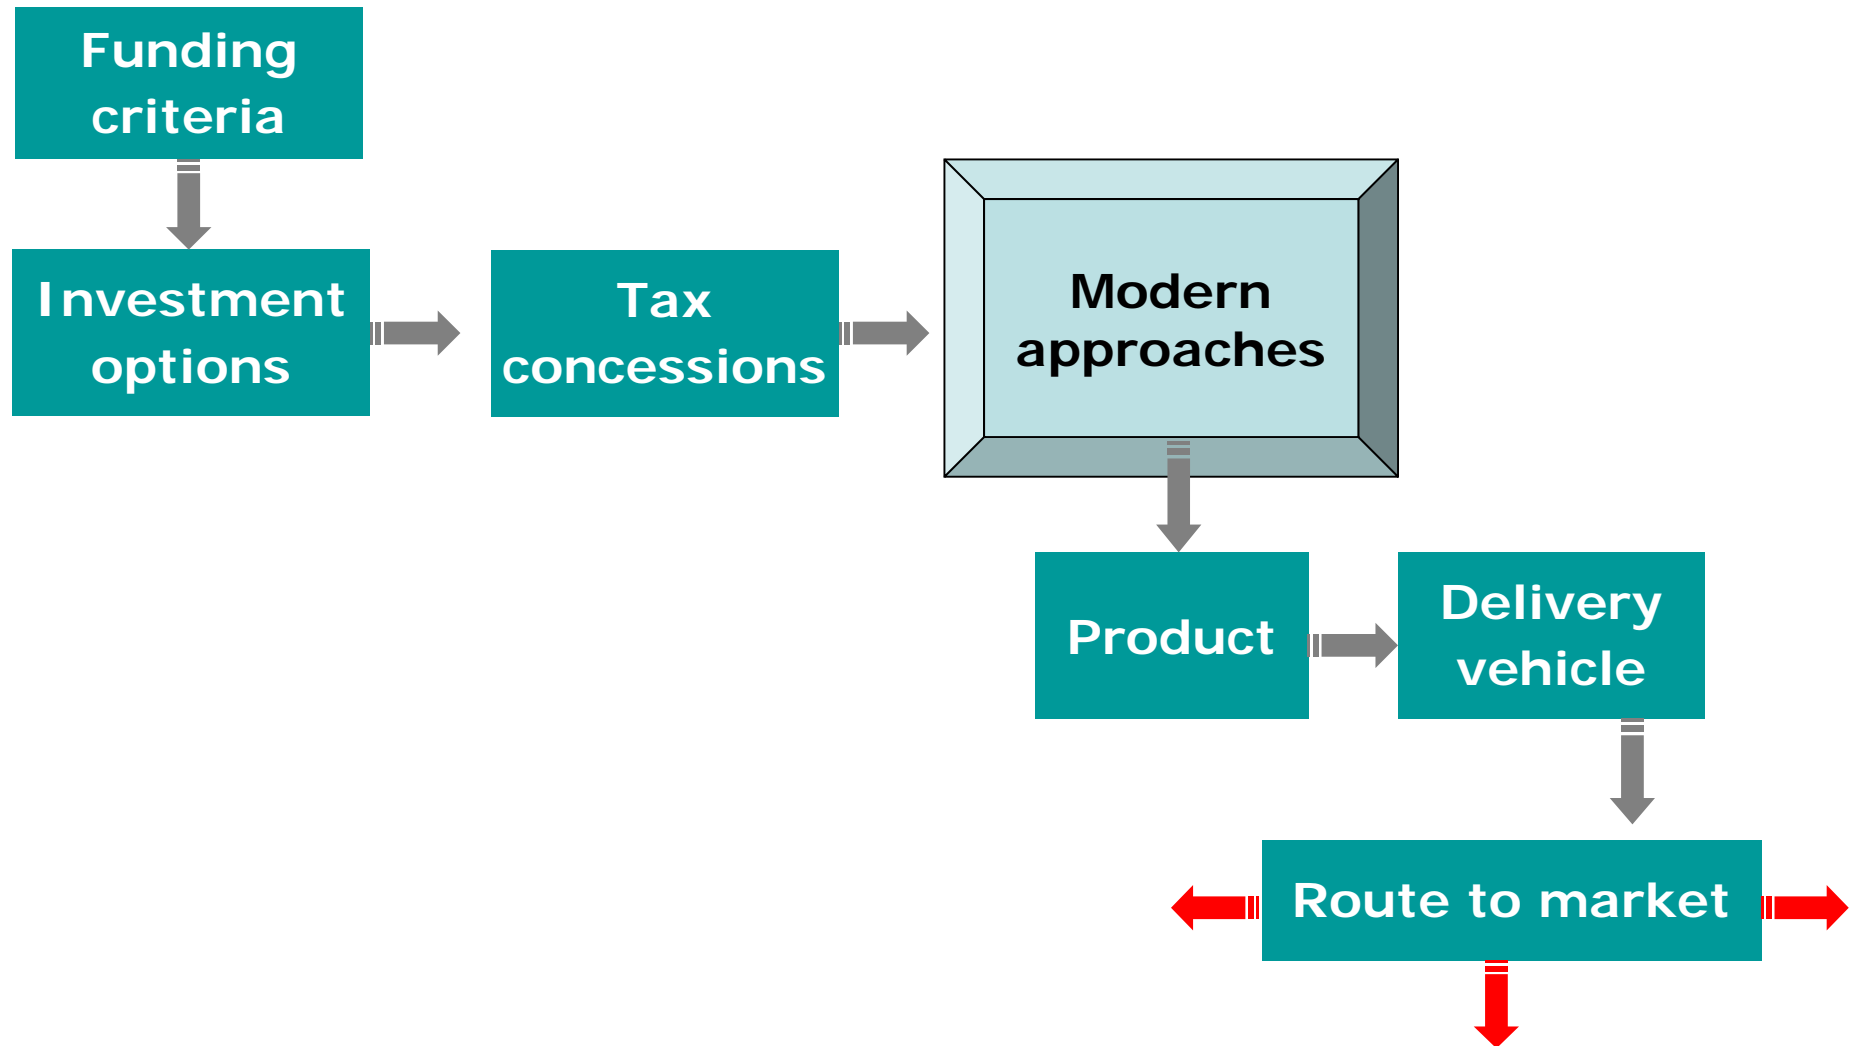 Funding
criteria
Investment
options
Tax
concessions
Modern
approaches
Product
Delivery
vehicle
Route to market